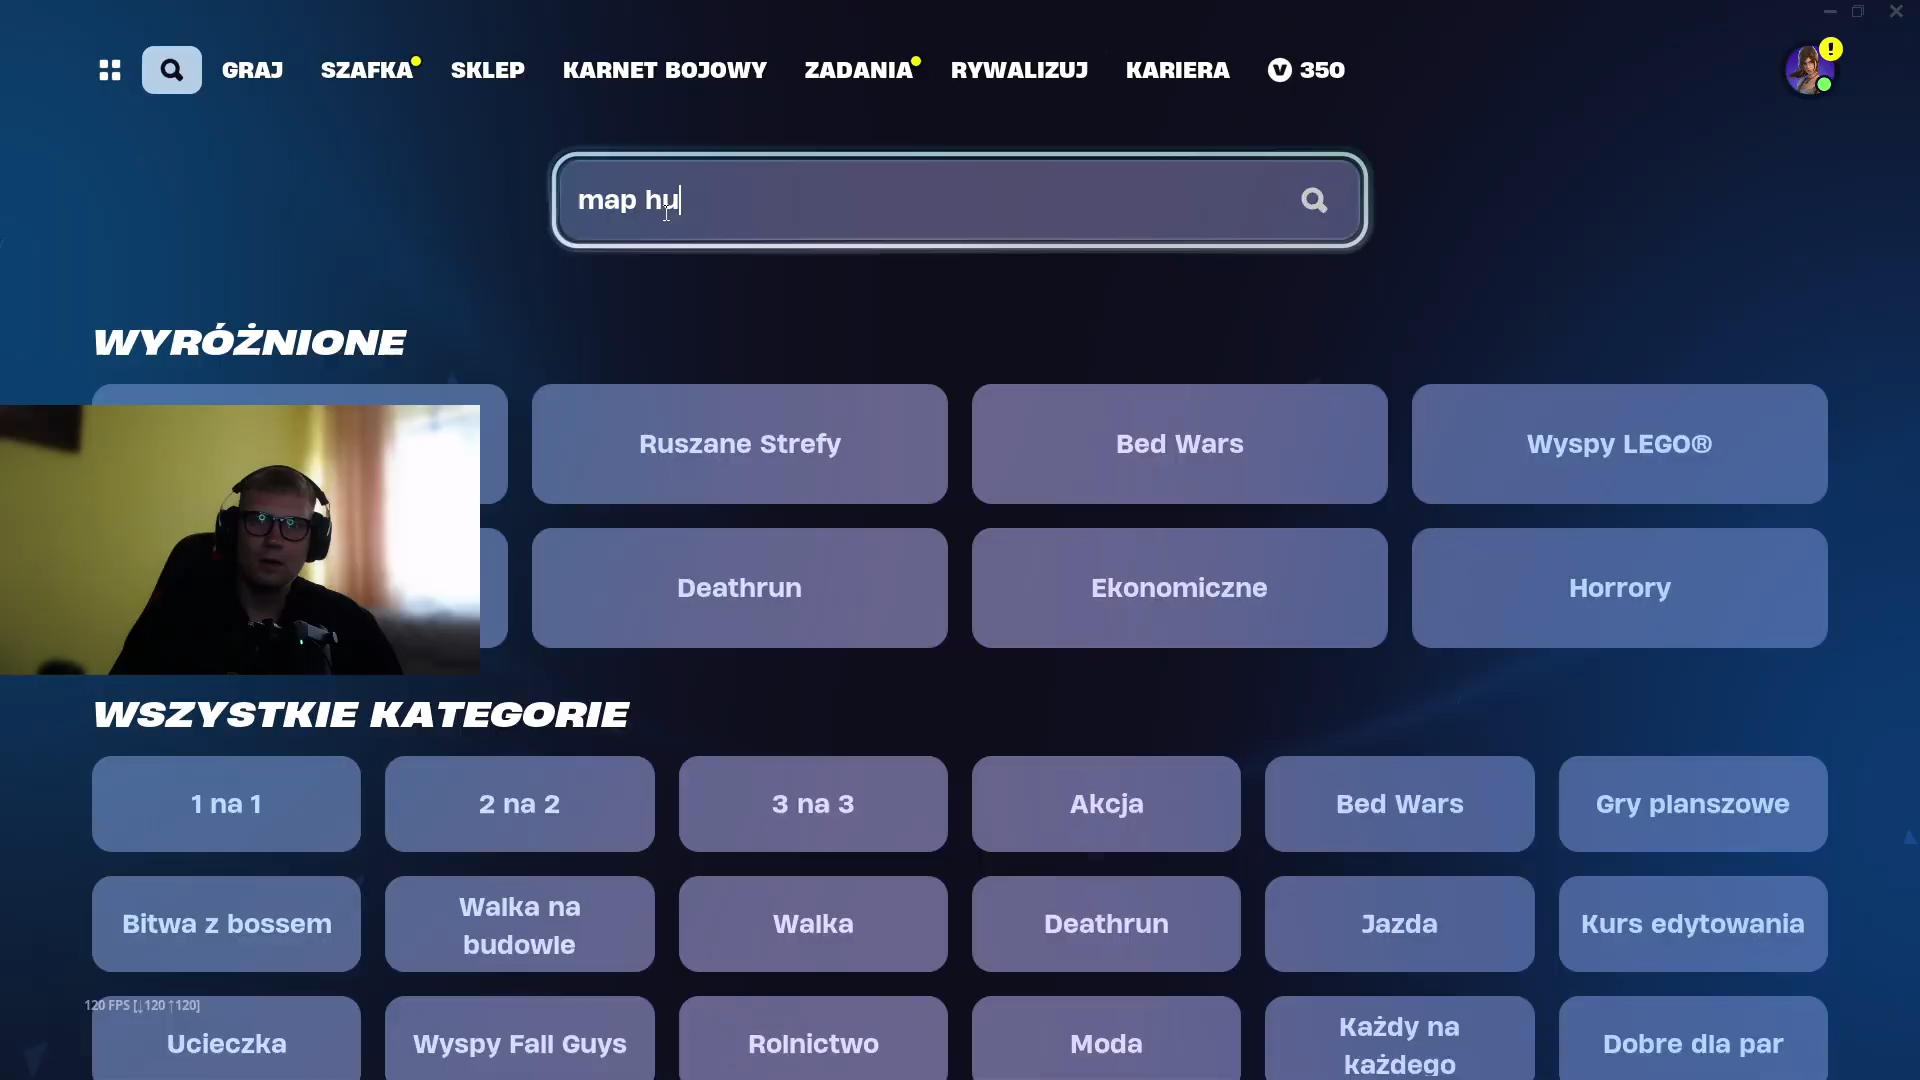 GRAJ SZAFKA SKLEP KARNET BOJOWY ZADANIA RYWALIZUJ KARIERA V 350 !
map hu
WYRÓŻNIONE
Ruszane Strefy Bed Wars Wyspy LEGO®
Deathrun Ekonomiczne Horrory
WSZYSTKIE KATEGORIE
1 na 1 2 na 2 3 na 3 Akcja Bed Wars Gry planszowe
Bitwa z bossem
Walka na
budowle
Walka Deathrun Jazda Kurs edytowania
120 FPS [↓120 ↑120]
Ucieczka Wyspy Fall Guys Rolnictwo Moda
Każdy na
każdego
Dobre dla par